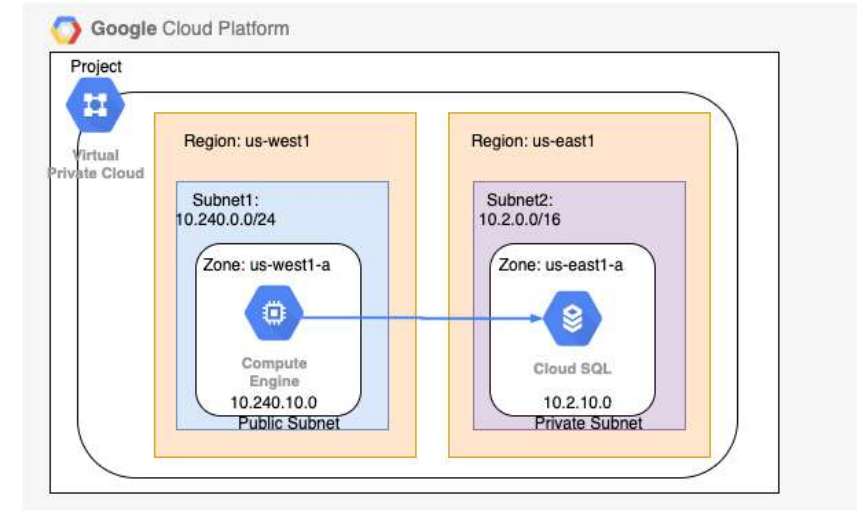 Google Cloud Platform
Project
Virtual
Private Cloud
Region: us-west1
Subnet1:
10.240.0.0/24
Zone: us-west1-a
Compute
Engine
10.240.10.0
Public Subnet
Region: us-east1
Subnet2:
10.2.0.0/16
Zone: us-east1-a
Cloud SQL
10.2.10.0
Private Subnet